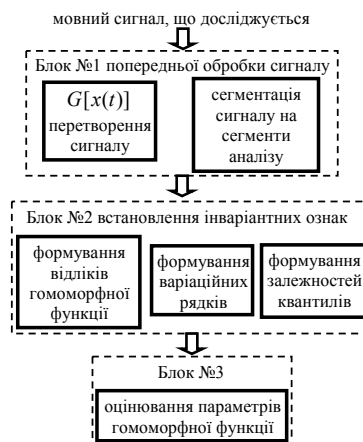 мовний сигнал, що досліджується
Блок №1 попередньої обробки сигналу
G[x(t)]
перетворення
сигналу
сегментація
сигналу на
сегменти
аналізу
Блок №2 встановлення інваріантних ознак
формування
відліків
гомоморфної
функції
формування
варіаційних
рядків
формування
залежностей
квантилів
Блок №3
оцінювання параметрів
гомоморфної функції